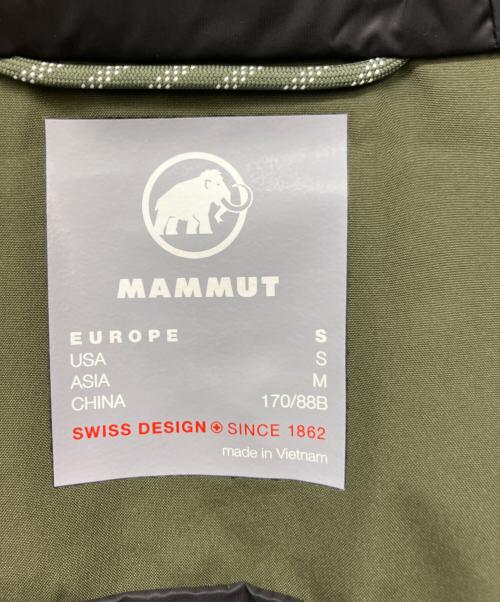 MAMMUT
EUROPE S
USA S
ASIA M
CHINA 170/88B
SWISS DESIGN SINCE 1862
made in Vietnam